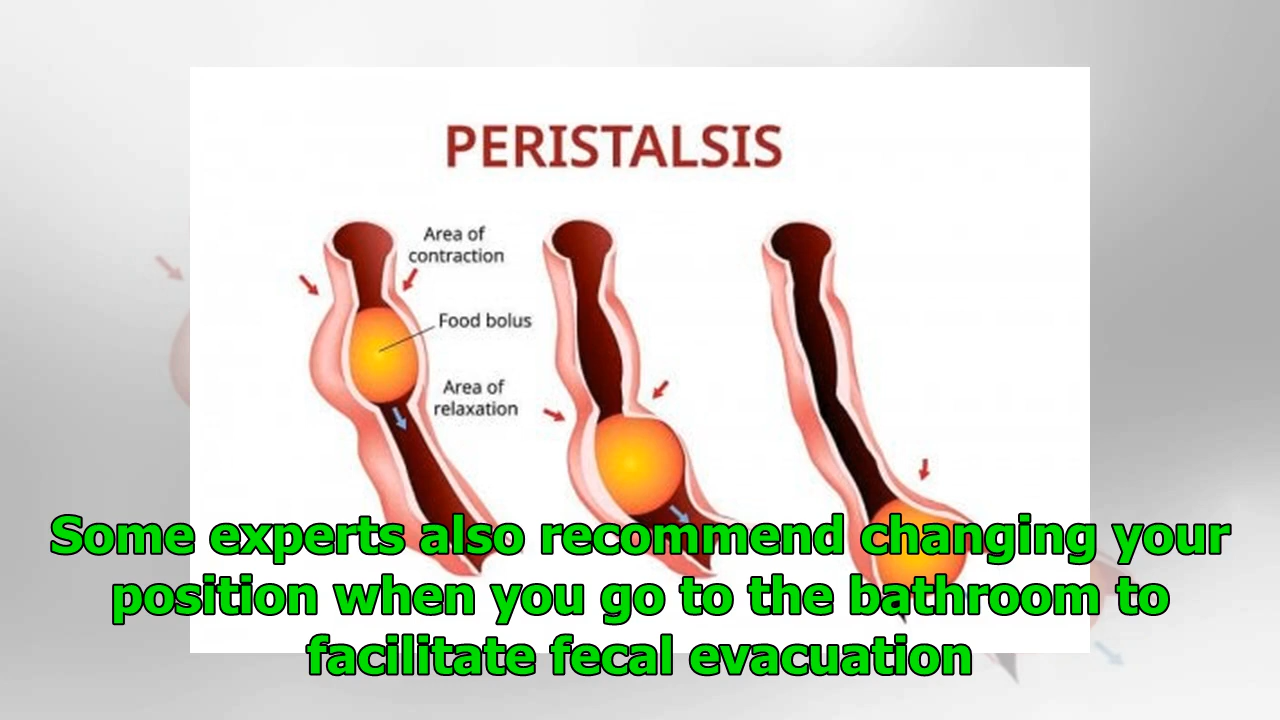 PERISTALSIS
Area of
contraction
Food bolus
Area of
relaxation
Some experts also recommend changing your
position when you go to the bathroom to
facilitate fecal evacuation